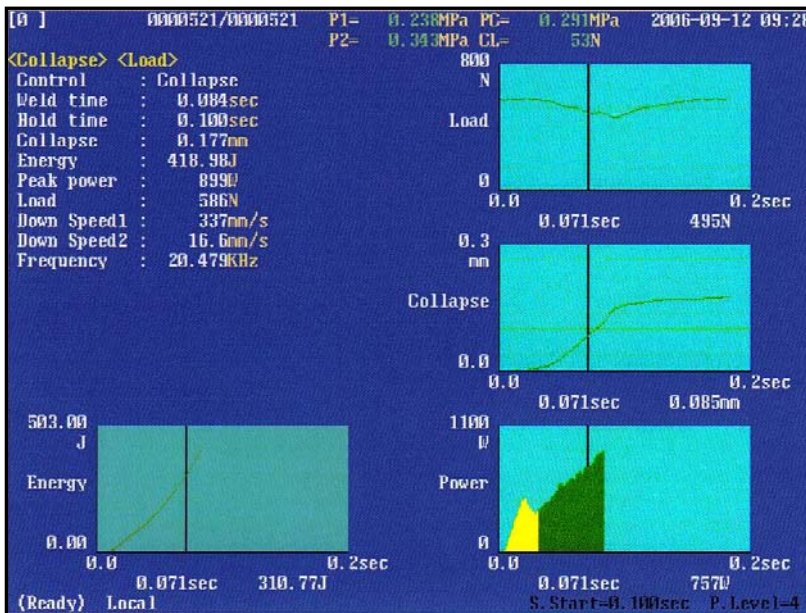 [0 ] 0000521/0000521 P1= 0.238MPa PC= 0.291MPa 2006-09-12 09:28
P2= 0.343MPa CL= 53N
<Collapse> <Load>
Control : Collapse
Weld time : 0.084sec
Hold time : 0.100sec
Collapse : 0.177mm
Energy : 418.98J
Peak power : 899W
Load : 586N
Down Speed1 : 337mm/s
Down Speed2 : 16.6mm/s
Frequency : 20.479KHz
800
N
Load
0
0.0 0.2sec
0.071sec 495N
0.3
mm
Collapse
0.0
0.0 0.2sec
0.071sec 0.085mm
503.00
J
Energy
0.00
0.0 0.2sec
0.071sec 310.77J
1100
W
Power
0
0.0 0.2sec
0.071sec 757W
(Ready) Local
S.Start=0.100sec P.Level=4